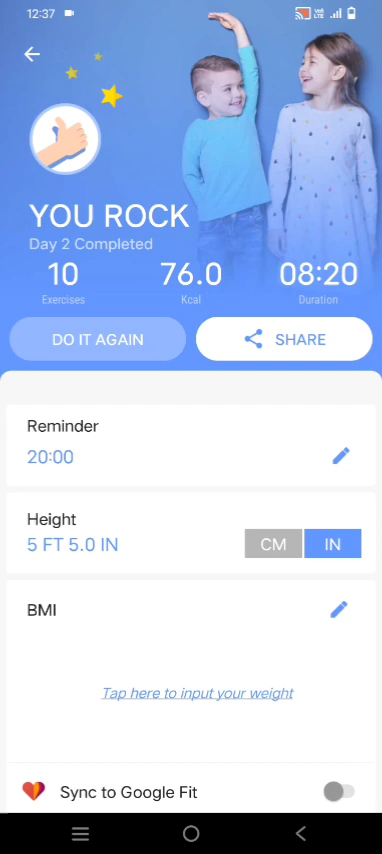 12:37
Vo
LTE
YOU ROCK
Day 2 Completed
10 76.0 08:20
Exercises Kcal Duration
DO IT AGAIN SHARE
Reminder
20:00
Height
5 FT 5.0 IN CM IN
BMI
Tap here to input your weight
Sync to Google Fit